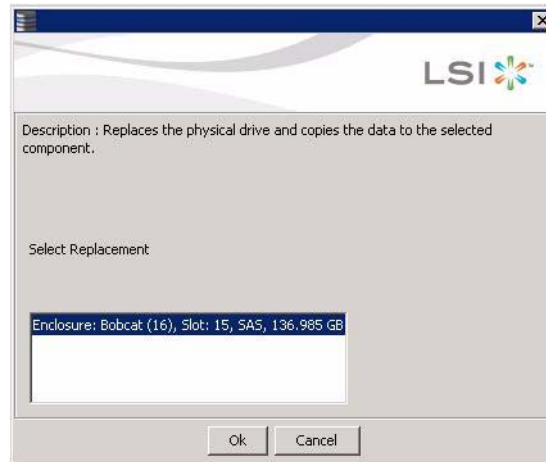 LSI
Description : Replaces the physical drive and copies the data to the selected
component.
Select Replacement
Enclosure: Bobcat (16), Slot: 15, SAS, 136.985 GB
Ok Cancel